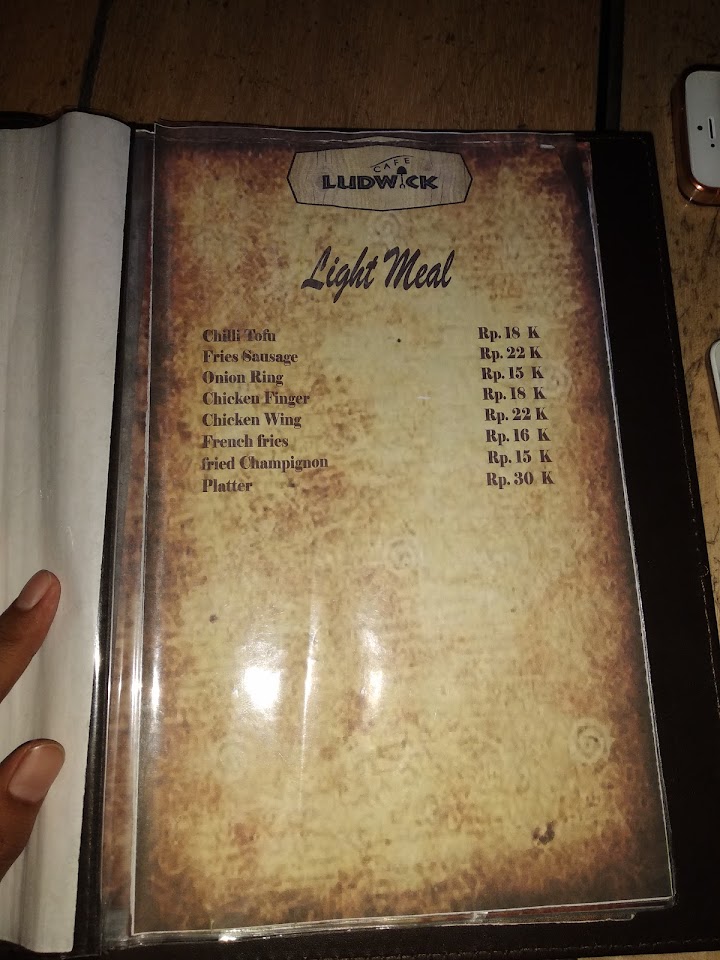 CAFE
LUDWICK
Light Meal
Chilli Tofu Rp. 18 K
Fries Sausage Rp. 22 K
Onion Ring Rp. 15 K
Chicken Finger Rp. 18 K
Chicken Wing Rp. 22 K
French fries Rp. 16 K
fried Champignon Rp. 15 K
Platter Rp. 30 K